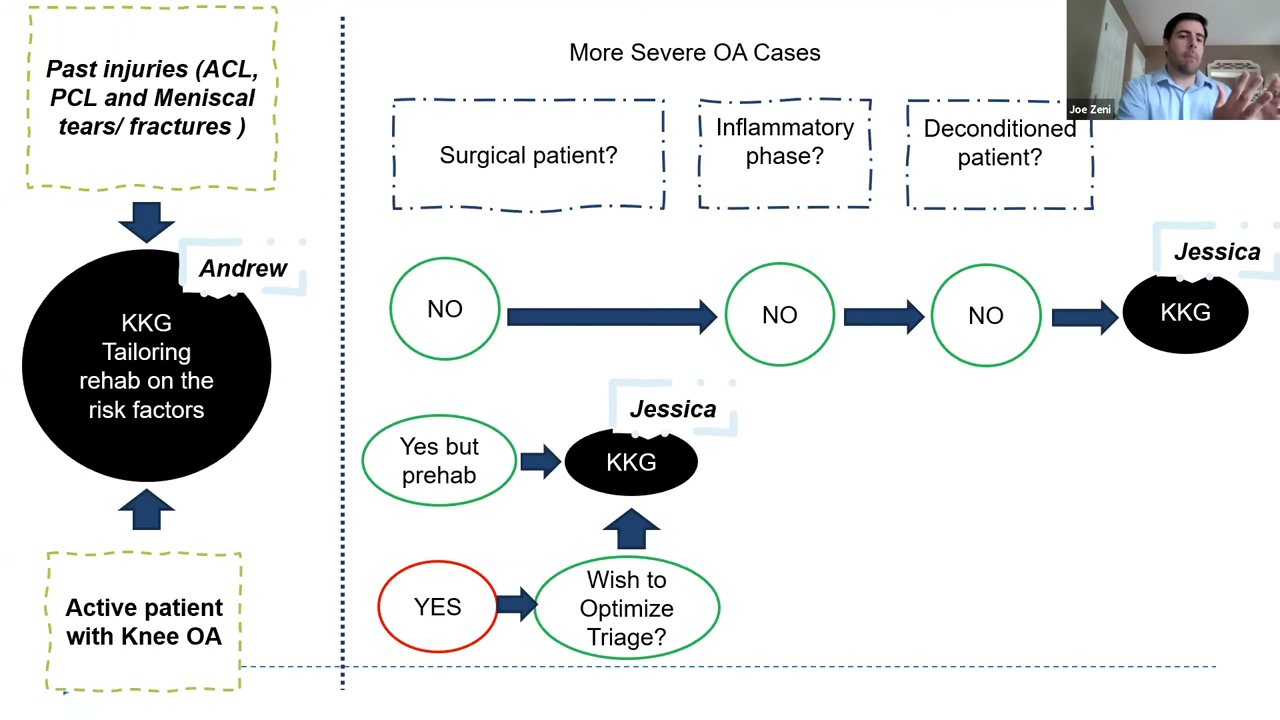 Past injuries (ACL,
PCL and Meniscal
tears/ fractures )
Andrew
KKG
Tailoring
rehab on the
risk factors
Active patient
with Knee OA
More Severe OA Cases
Surgical patient?
Inflammatory
phase?
Deconditioned
patient?
Joe Zeni
NO
NO
NO
Jessica
KKG
Yes but
prehab
Jessica
KKG
YES
Wish to
Optimize
Triage?